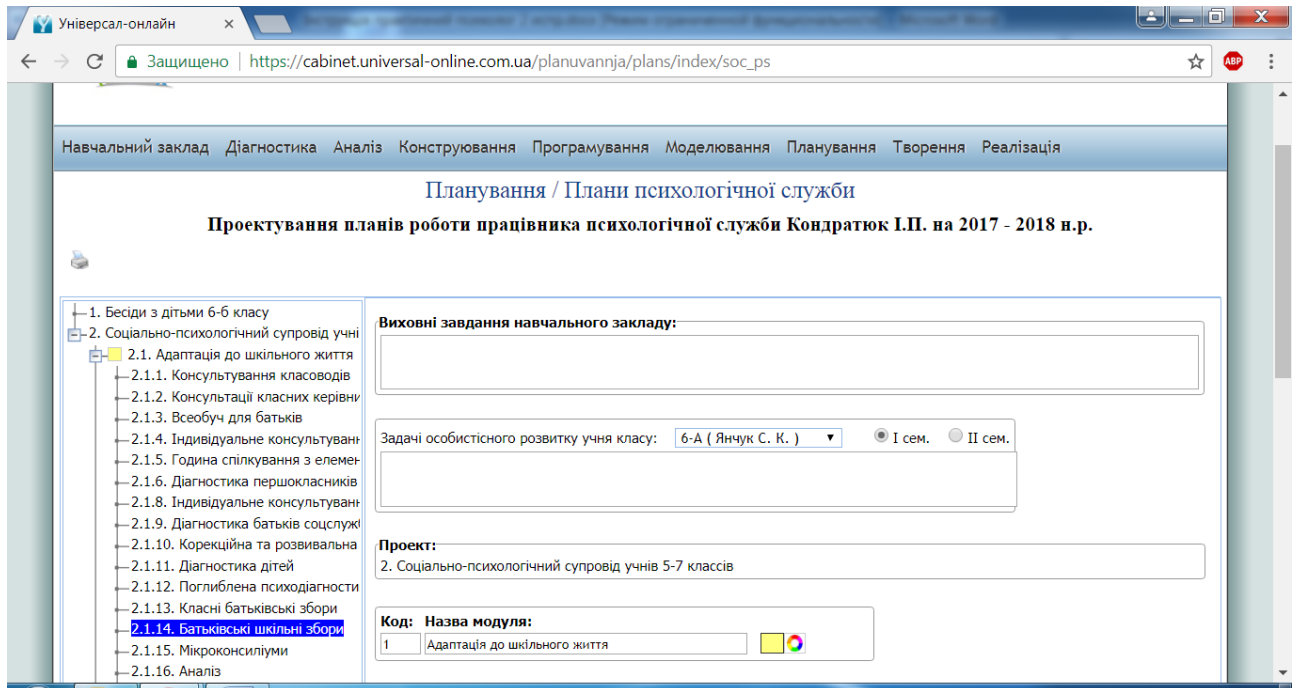 Універсал-онлайн
Защищено | https://cabinet.universal-online.com.ua/planuvannja/plans/index/soc_ps
ABP
Навчальний заклад Діагностика Аналіз Конструювання Програмування Моделювання Планування Творення Реалізація
Планування / Плани психологічної служби
Проектування планів роботи працівника психологічної служби Кондратюк І.П. на 2017 - 2018 н.р.
1. Бесіди з дітьми 6-б класу
2. Соціально-психологічний супровід учні
2.1. Адаптація до шкільного життя
2.1.1. Консультування класоводів
2.1.2. Консультації класних керівни
2.1.3. Всеобуч для батьків
2.1.4. Індивідуальне консультуванн
2.1.5. Година спілкування з елемен
2.1.6. Діагностика першокласників
2.1.8. Індивідуальне консультуванн
2.1.9. Діагностика батьків соцслуж
2.1.10. Корекційна та розвивальна
2.1.11. Діагностика дітей
2.1.12. Поглиблена психодіагности
2.1.13. Класні батьківські збори
2.1.14. Батьківські шкільні збори
2.1.15. Мікроконсиліуми
2.1.16. Аналіз
Виховні завдання навчального закладу:
Задачі особистісного розвитку учня класу: 6-А ( Янчук С. К. ) І сем. ІІ сем.
Проект:
2. Соціально-психологічний супровід учнів 5-7 классів
Код: Назва модуля:
1 Адаптація до шкільного життя